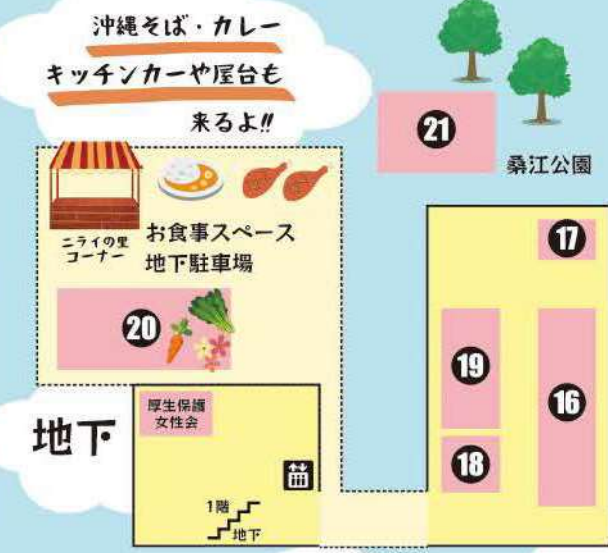 沖縄そば・カレー
キッチンカーや屋台も
来るよ!!
21
桑江公園
ニライの里
コーナー
お食事スペース
地下駐車場
20
17
19
16
18
地下
厚生保護
女性会
1階
地下